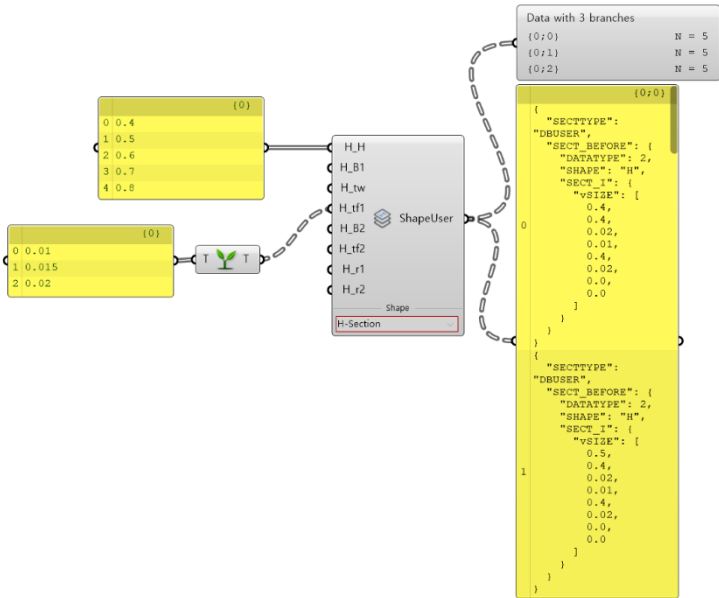 Data with 3 branches
{0;0} N = 5
{0;1} N = 5
{0;2} N = 5
{0}
0 0.4
1 0.5
2 0.6
3 0.7
4 0.8
{0}
0 0.01
1 0.015
2 0.02
T T
H_H
H_B1
H_tw
H_tf1
H_B2
H_tf2
H_r1
H_r2
ShapeUser
Shape
H-Section
{0;0}
0
{
"SECTTYPE":
"DBUSER",
"SECT_BEFORE": {
"DATATYPE": 2,
"SHAPE": "H",
"SECT_I": {
"vSIZE": [
0.4,
0.4,
0.02,
0.01,
0.4,
0.02,
0.0,
0.0
]
}
}
}
1
{
"SECTTYPE":
"DBUSER",
"SECT_BEFORE": {
"DATATYPE": 2,
"SHAPE": "H",
"SECT_I": {
"vSIZE": [
0.5,
0.4,
0.02,
0.01,
0.4,
0.02,
0.0,
0.0
]
}
}
}